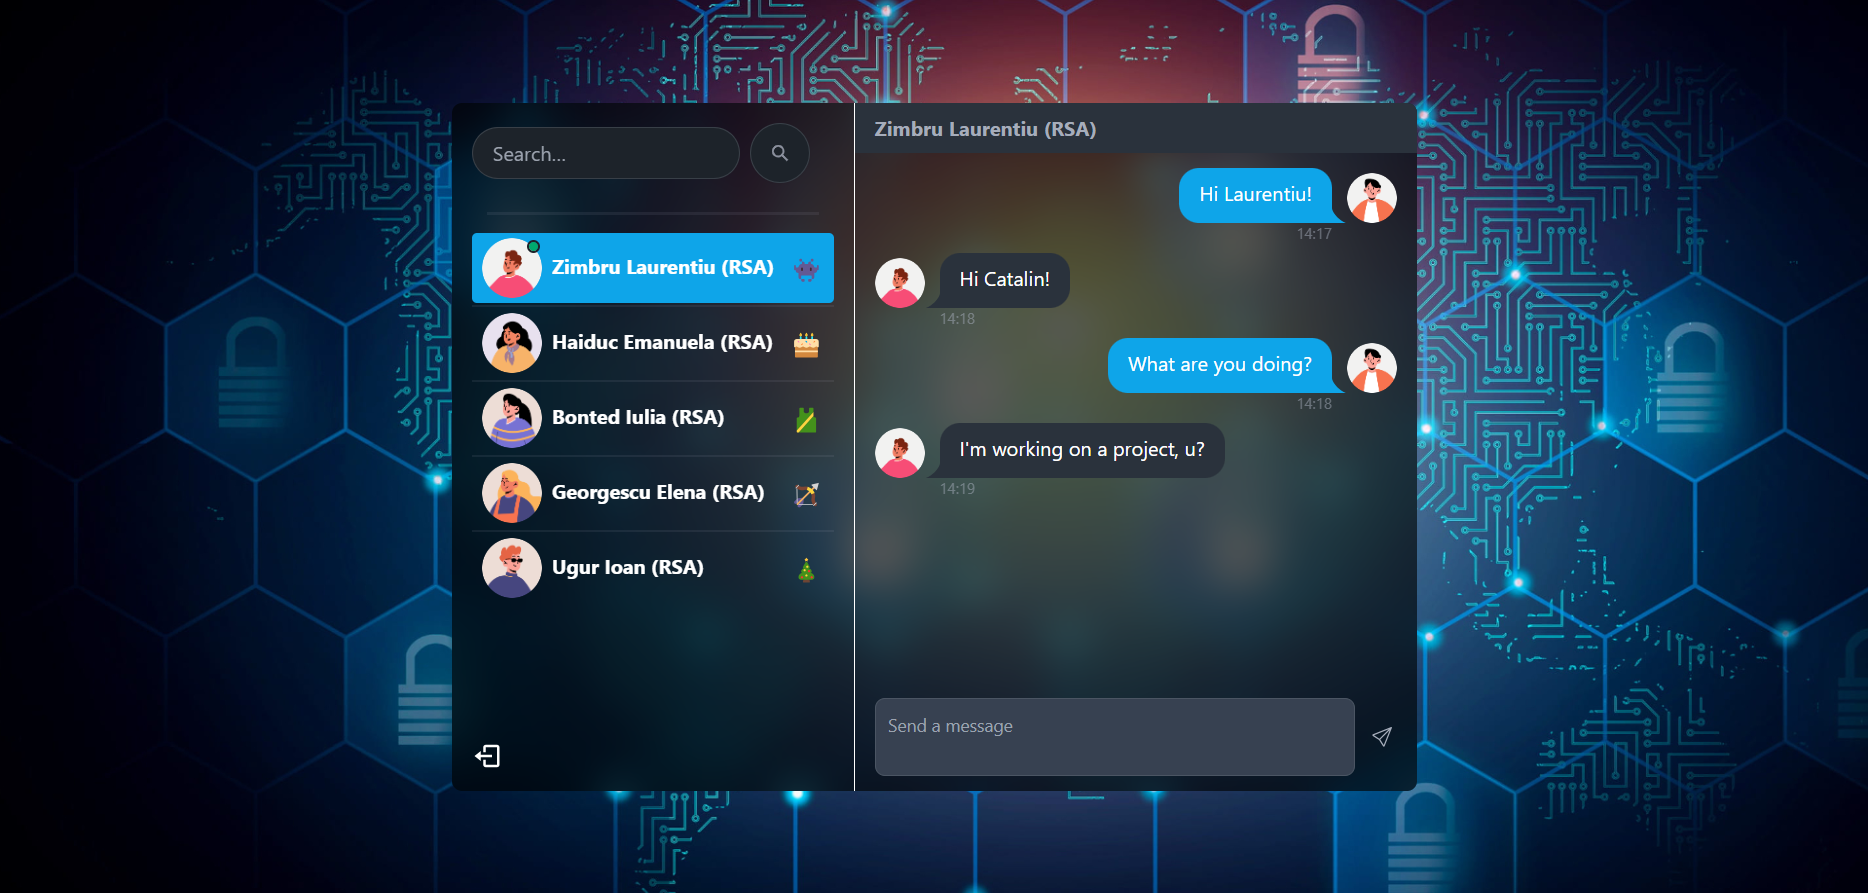 Search...
Zimbru Laurentiu (RSA)
Haiduc Emanuela (RSA)
Bonted Iulia (RSA)
Georgescu Elena (RSA)
Ugur Ioan (RSA)
Zimbru Laurentiu (RSA)
Hi Laurentiu!
14:17
Hi Catalin!
14:18
What are you doing?
14:18
I'm working on a project, u?
14:19
Send a message